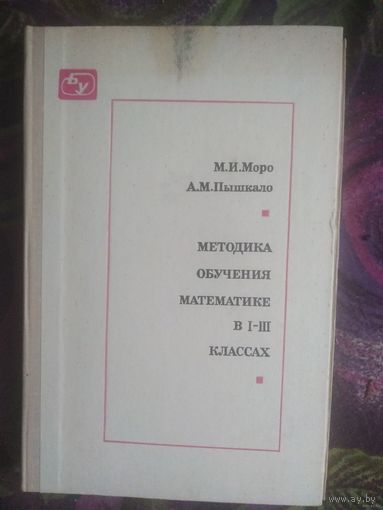 БУ
М.И.Моро
А.М.Пышкало
МЕТОДИКА
ОБУЧЕНИЯ
МАТЕМАТИКЕ
В I-III
КЛАССАХ
www.ay.by